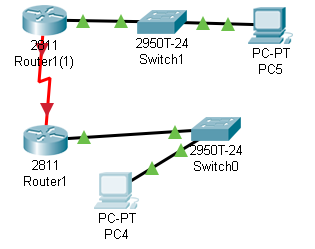 2811
Router1(1)
2950T-24
Switch1
PC-PT
PC5
2811
Router1
2950T-24
Switch0
PC-PT
PC4